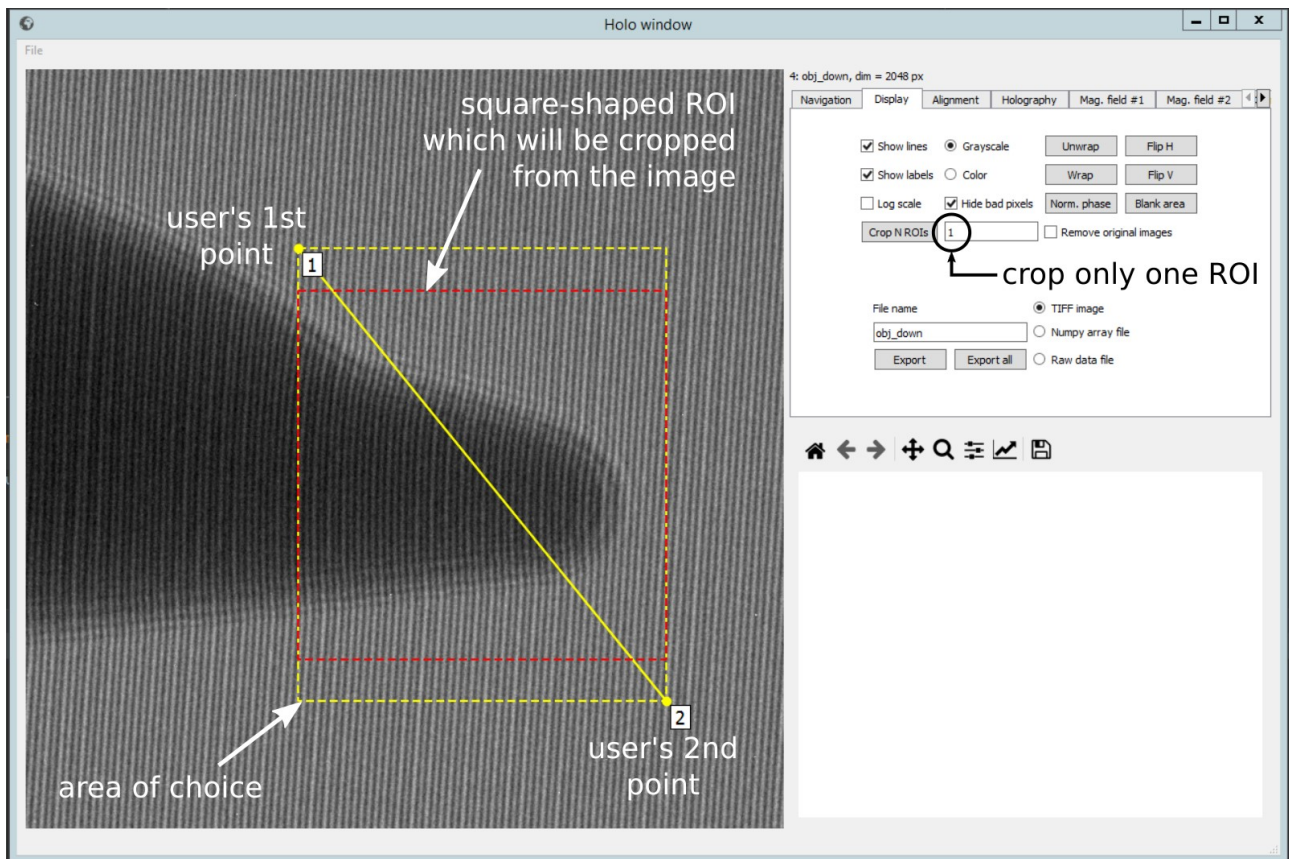 Holo window
File
square-shaped ROI
which will be cropped
from the image
user's 1st
point
1
2
user's 2nd
point
area of choice
4: obj_down, dim = 2048 px
Navigation Display Alignment Holography Mag. field #1 Mag. field #2
Show lines Grayscale Unwrap Flip H
Show labels Color Wrap Flip V
Log scale Hide bad pixels Norm. phase Blank area
Crop N ROIs 1 Remove original images
crop only one ROI
File name TIFF image
obj_down Numpy array file
Export Export all Raw data file